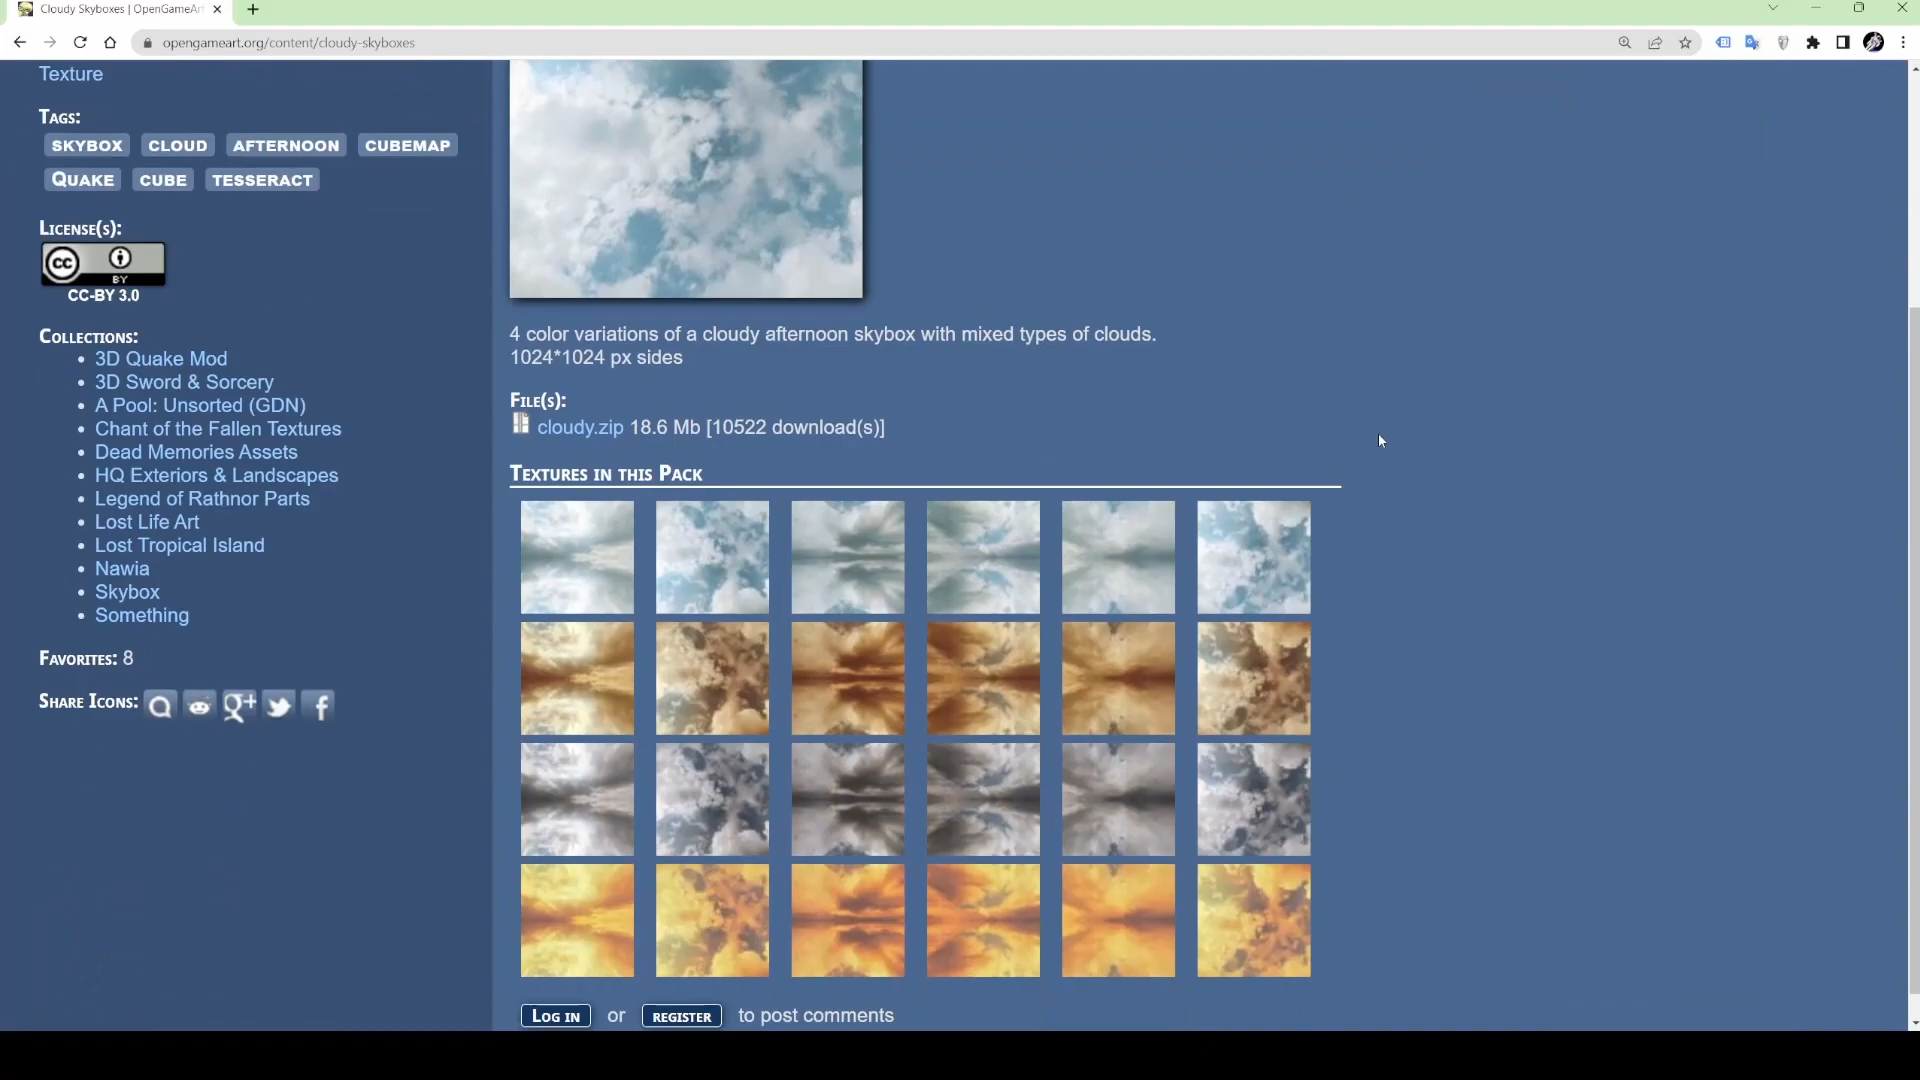 Cloudy Skyboxes | OpenGameArt
opengameart.org/content/cloudy-skyboxes
Texture
Tags:
skybox cloud afternoon cubemap
Quake cube tesseract
License(s):
cc BY
CC-BY 3.0
Collections:
• 3D Quake Mod
• 3D Sword & Sorcery
• A Pool: Unsorted (GDN)
• Chant of the Fallen Textures
• Dead Memories Assets
• HQ Exteriors & Landscapes
• Legend of Rathnor Parts
• Lost Life Art
• Lost Tropical Island
• Nawia
• Skybox
• Something
Favorites: 8
Share Icons:
4 color variations of a cloudy afternoon skybox with mixed types of clouds.
1024*1024 px sides
File(s):
cloudy.zip 18.6 Mb [10522 download(s)]
Textures in this Pack
Log in or register to post comments